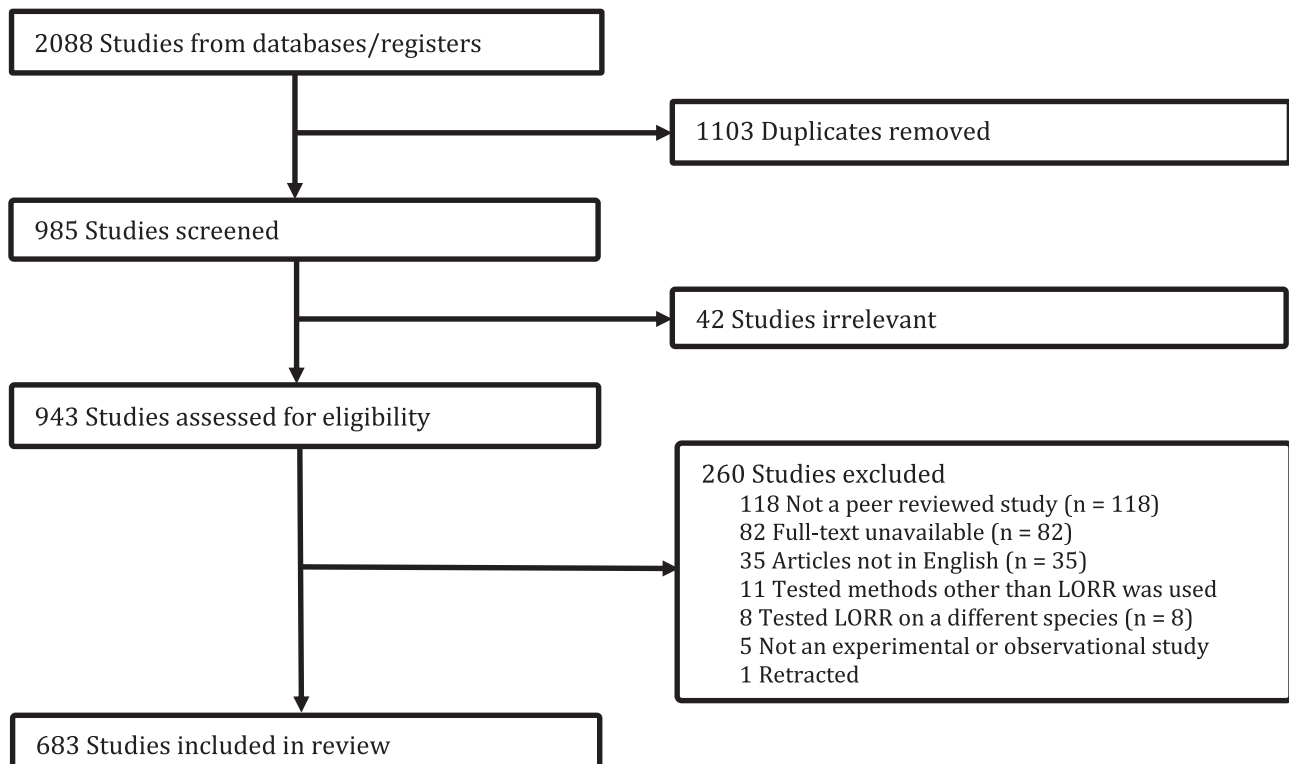 2088 Studies from databases/registers
1103 Duplicates removed
985 Studies screened
42 Studies irrelevant
943 Studies assessed for eligibility
260 Studies excluded
118 Not a peer reviewed study (n = 118)
82 Full-text unavailable (n = 82)
35 Articles not in English (n = 35)
11 Tested methods other than LORR was used
8 Tested LORR on a different species (n = 8)
5 Not an experimental or observational study
1 Retracted
683 Studies included in review